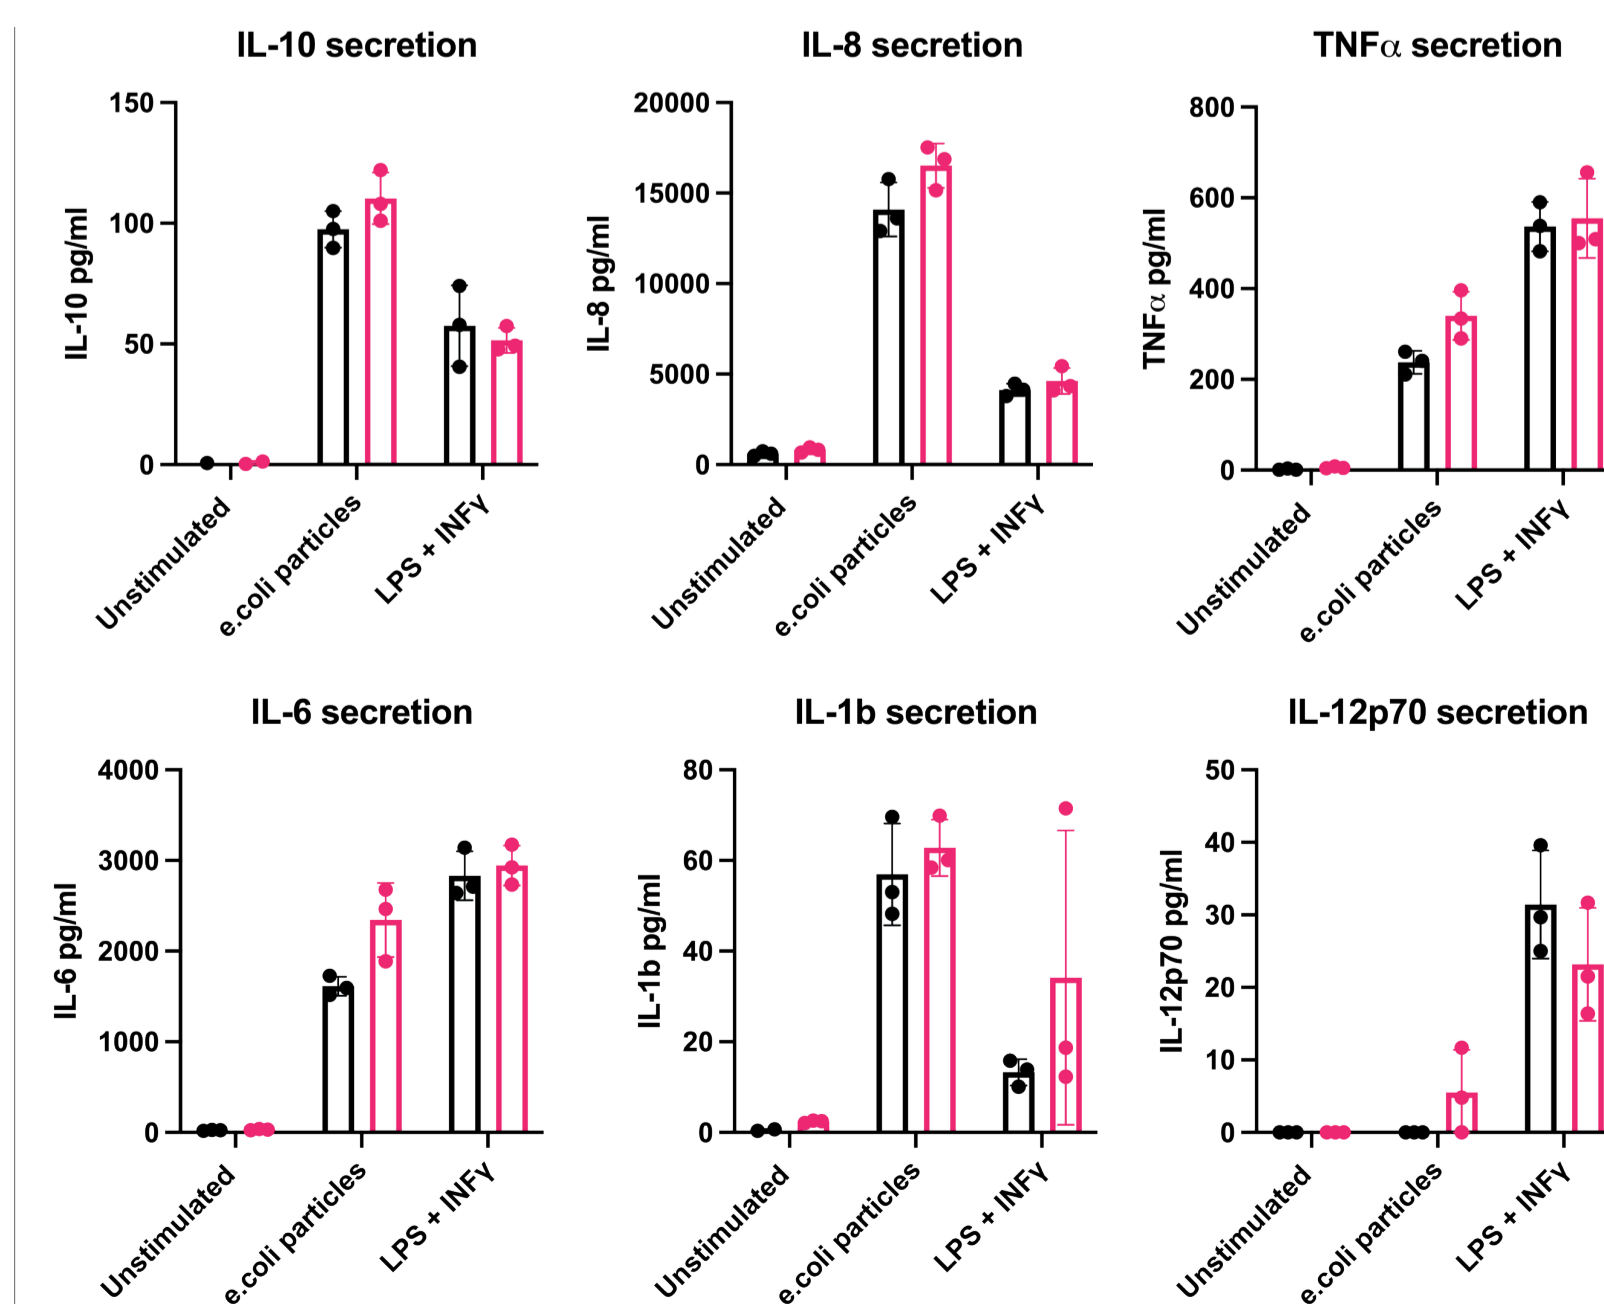 IL-10 secretion
IL-10 pg/ml
150
100
50
0
Unstimulated
e.coli particles
LPS + INFγ
IL-8 secretion
IL-8 pg/ml
20000
15000
10000
5000
0
Unstimulated
e.coli particles
LPS + INFγ
TNFα secretion
TNFα pg/ml
800
600
400
200
0
Unstimulated
e.coli particles
LPS + INFγ
IL-6 secretion
IL-6 pg/ml
4000
3000
2000
1000
0
Unstimulated
e.coli particles
LPS + INFγ
IL-1b secretion
IL-1b pg/ml
80
60
40
20
0
Unstimulated
e.coli particles
LPS + INFγ
IL-12p70 secretion
IL-12p70 pg/ml
50
40
30
20
10
0
Unstimulated
e.coli particles
LPS + INFγ